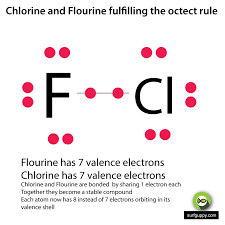 Chlorine and Flourine fulfilling the octect rule
F Cl
Flourine has 7 valence electrons
Chlorine has 7 valence electrons
Chlorine and Flourine are bonded by sharing 1 electron each
Together they become a stable compound
Each atom now has 8 instead of 7 electrons orbiting in its
valence shell
surfguppy.com